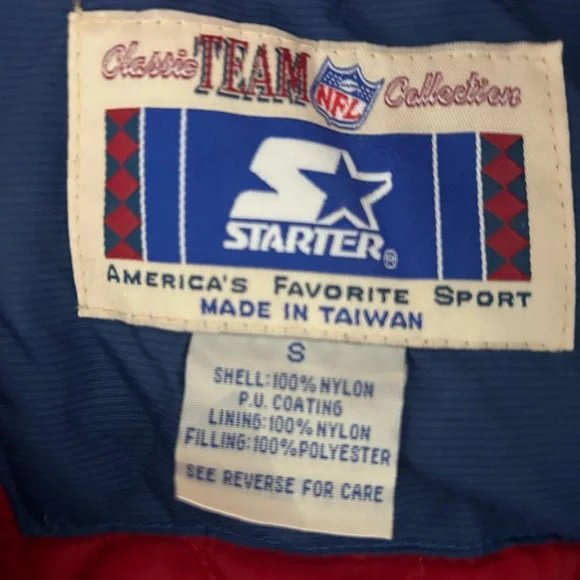 Classic TEAM NFL Collection
STARTER®
AMERICA'S FAVORITE SPORT
MADE IN TAIWAN
S
SHELL:100% NYLON
P.U. COATING
LINING:100% NYLON
FILLING:100%POLYESTER
SEE REVERSE FOR CARE